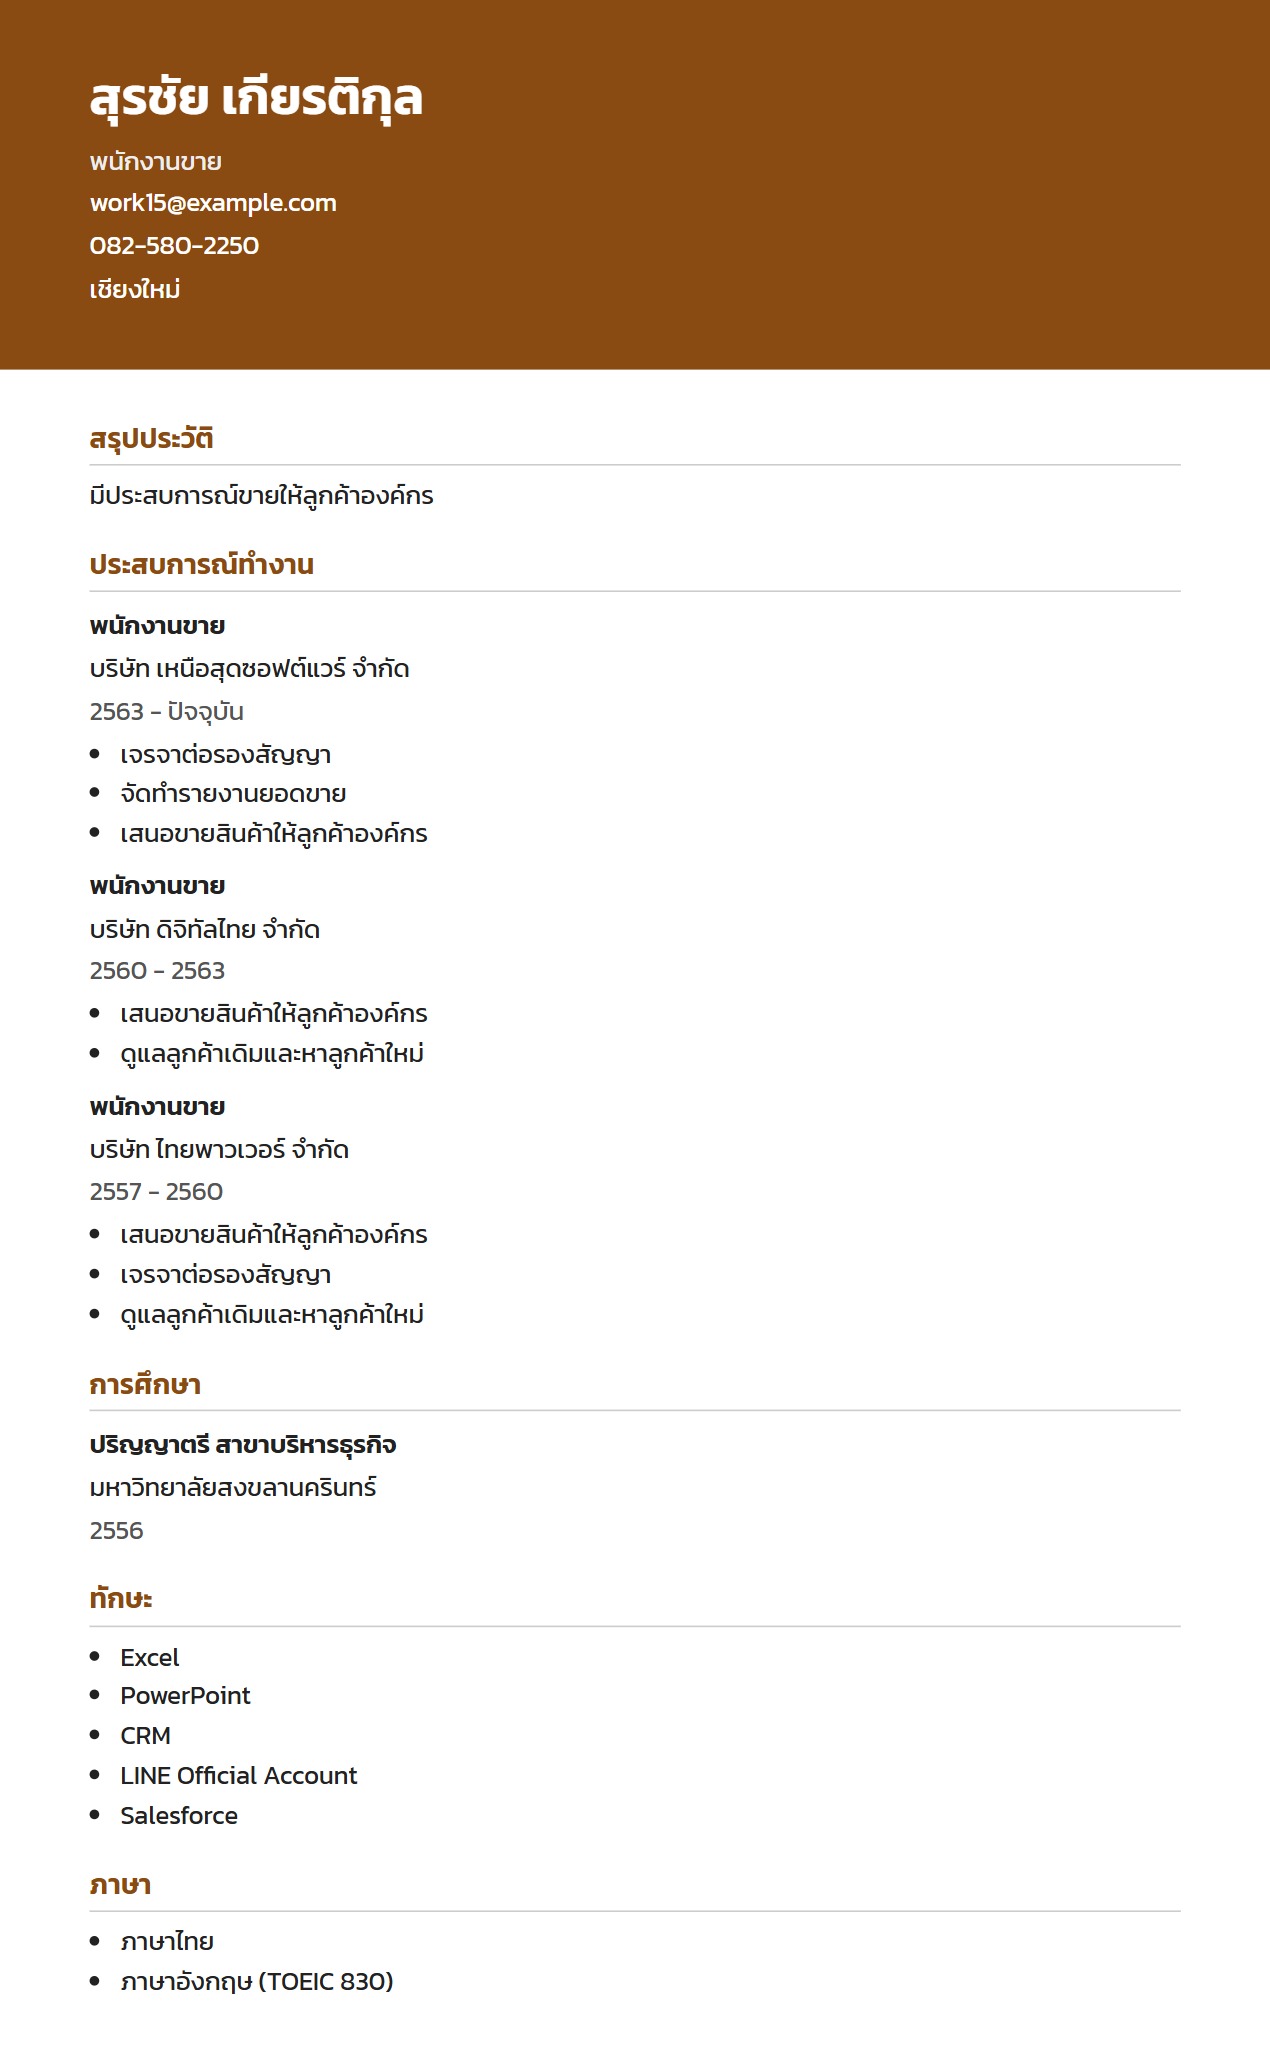 สุรชัย เกียรติกุล
พนักงานขาย
work15@example.com
082-580-2250
เชียงใหม่
สรุปประวัติ
มีประสบการณ์ขายให้ลูกค้าองค์กร
ประสบการณ์ทำงาน
พนักงานขาย
บริษัท เหนือสุดซอฟต์แวร์ จำกัด
2563 - ปัจจุบัน
• เจรจาต่อรองสัญญา
• จัดทำรายงานยอดขาย
• เสนอขายสินค้าให้ลูกค้าองค์กร
พนักงานขาย
บริษัท ดิจิทัลไทย จำกัด
2560 - 2563
• เสนอขายสินค้าให้ลูกค้าองค์กร
• ดูแลลูกค้าเดิมและหาลูกค้าใหม่
พนักงานขาย
บริษัท ไทยพาวเวอร์ จำกัด
2557 - 2560
• เสนอขายสินค้าให้ลูกค้าองค์กร
• เจรจาต่อรองสัญญา
• ดูแลลูกค้าเดิมและหาลูกค้าใหม่
การศึกษา
ปริญญาตรี สาขาบริหารธุรกิจ
มหาวิทยาลัยสงขลานครินทร์
2556
ทักษะ
• Excel
• PowerPoint
• CRM
• LINE Official Account
• Salesforce
ภาษา
• ภาษาไทย
• ภาษาอังกฤษ (TOEIC 830)